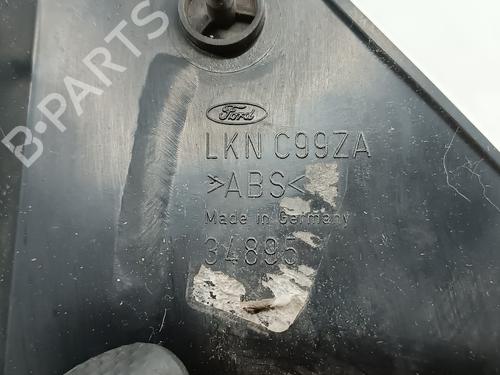 B-PARTS
Ford
LKN C99ZA
>ABS<
Made in Germany
34895